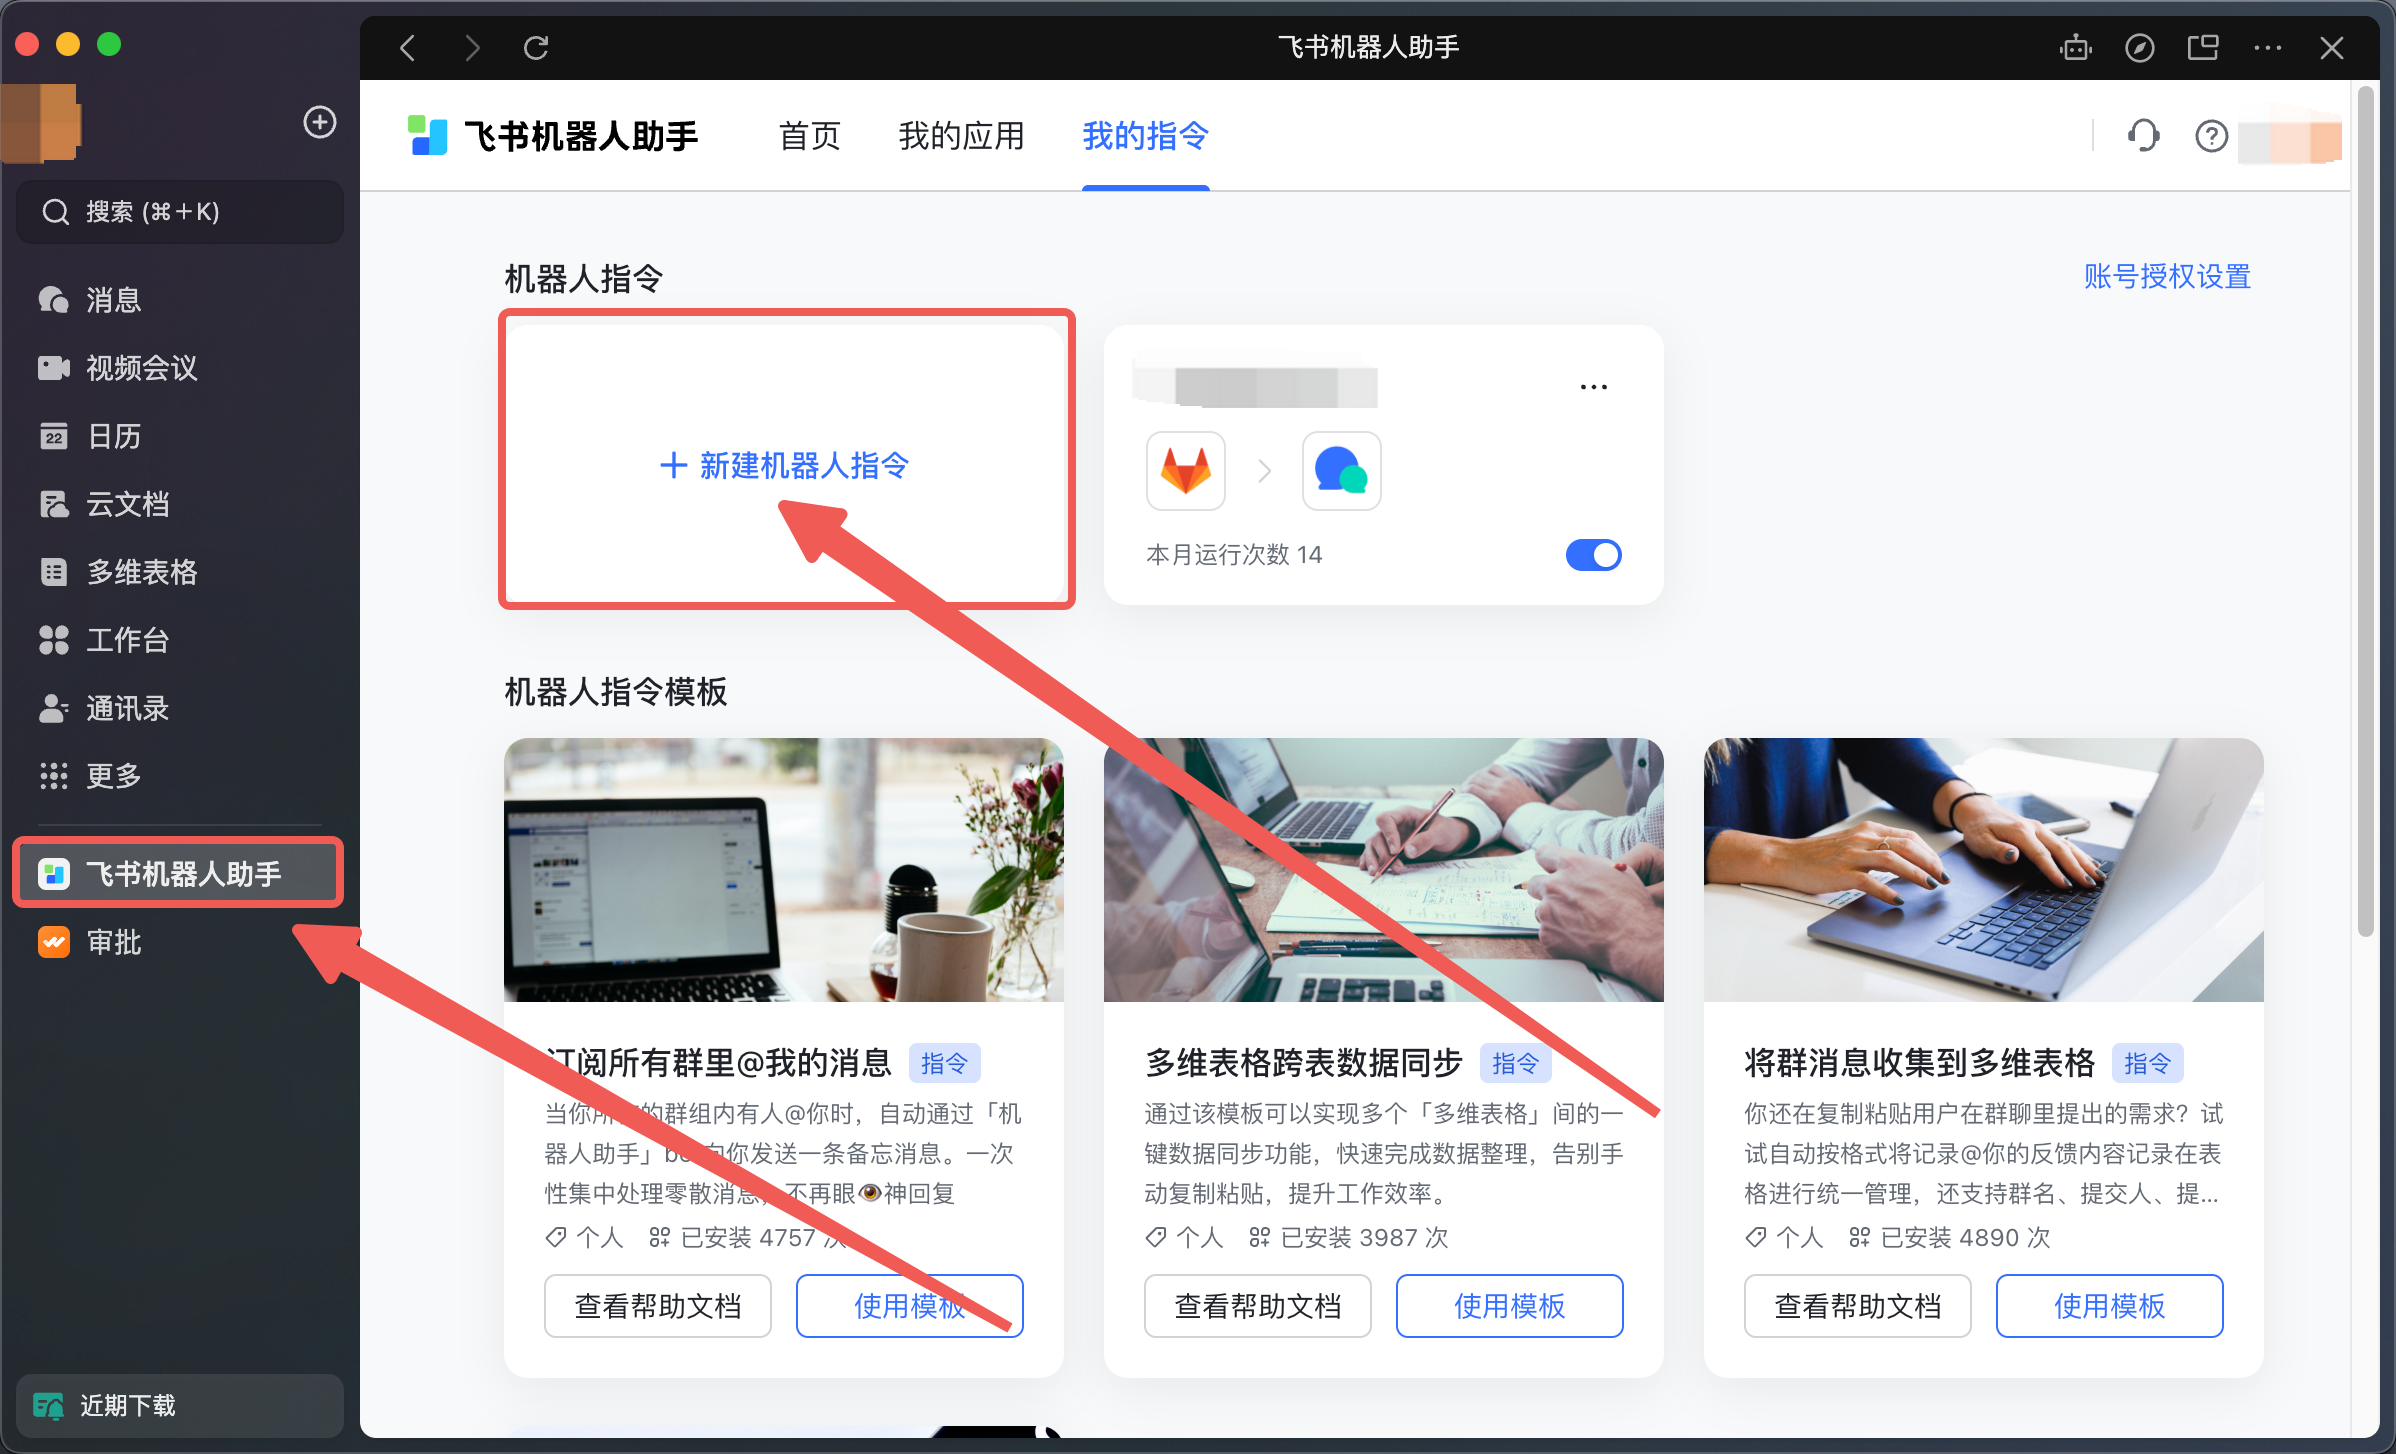 飞书机器人助手
搜索 (⌘+K)
消息
视频会议
22
日历
云文档
多维表格
工作台
通讯录
更多
飞书机器人助手
审批
近期下载
飞书机器人助手
首页
我的应用
我的指令
机器人指令
账号授权设置
+ 新建机器人指令
本月运行次数 14
机器人指令模板
订阅所有群里@我的消息
指令
当你所的群组内有人@你时，自动通过「机
器人助手」向你发送一条备忘消息。一次
性集中处理零散消息，不再眼👁️神回复
个人
已安装 4757 次
查看帮助文档
使用模板
多维表格跨表数据同步
指令
通过该模板可以实现多个「多维表格」间的一
键数据同步功能，快速完成数据整理，告别手
动复制粘贴，提升工作效率。
个人
已安装 3987 次
查看帮助文档
使用模板
将群消息收集到多维表格
指令
你还在复制粘贴用户在群聊里提出的需求？试
试自动按格式将记录@你的反馈内容记录在表
格进行统一管理，还支持群名、提交人、提...
个人
已安装 4890 次
查看帮助文档
使用模板